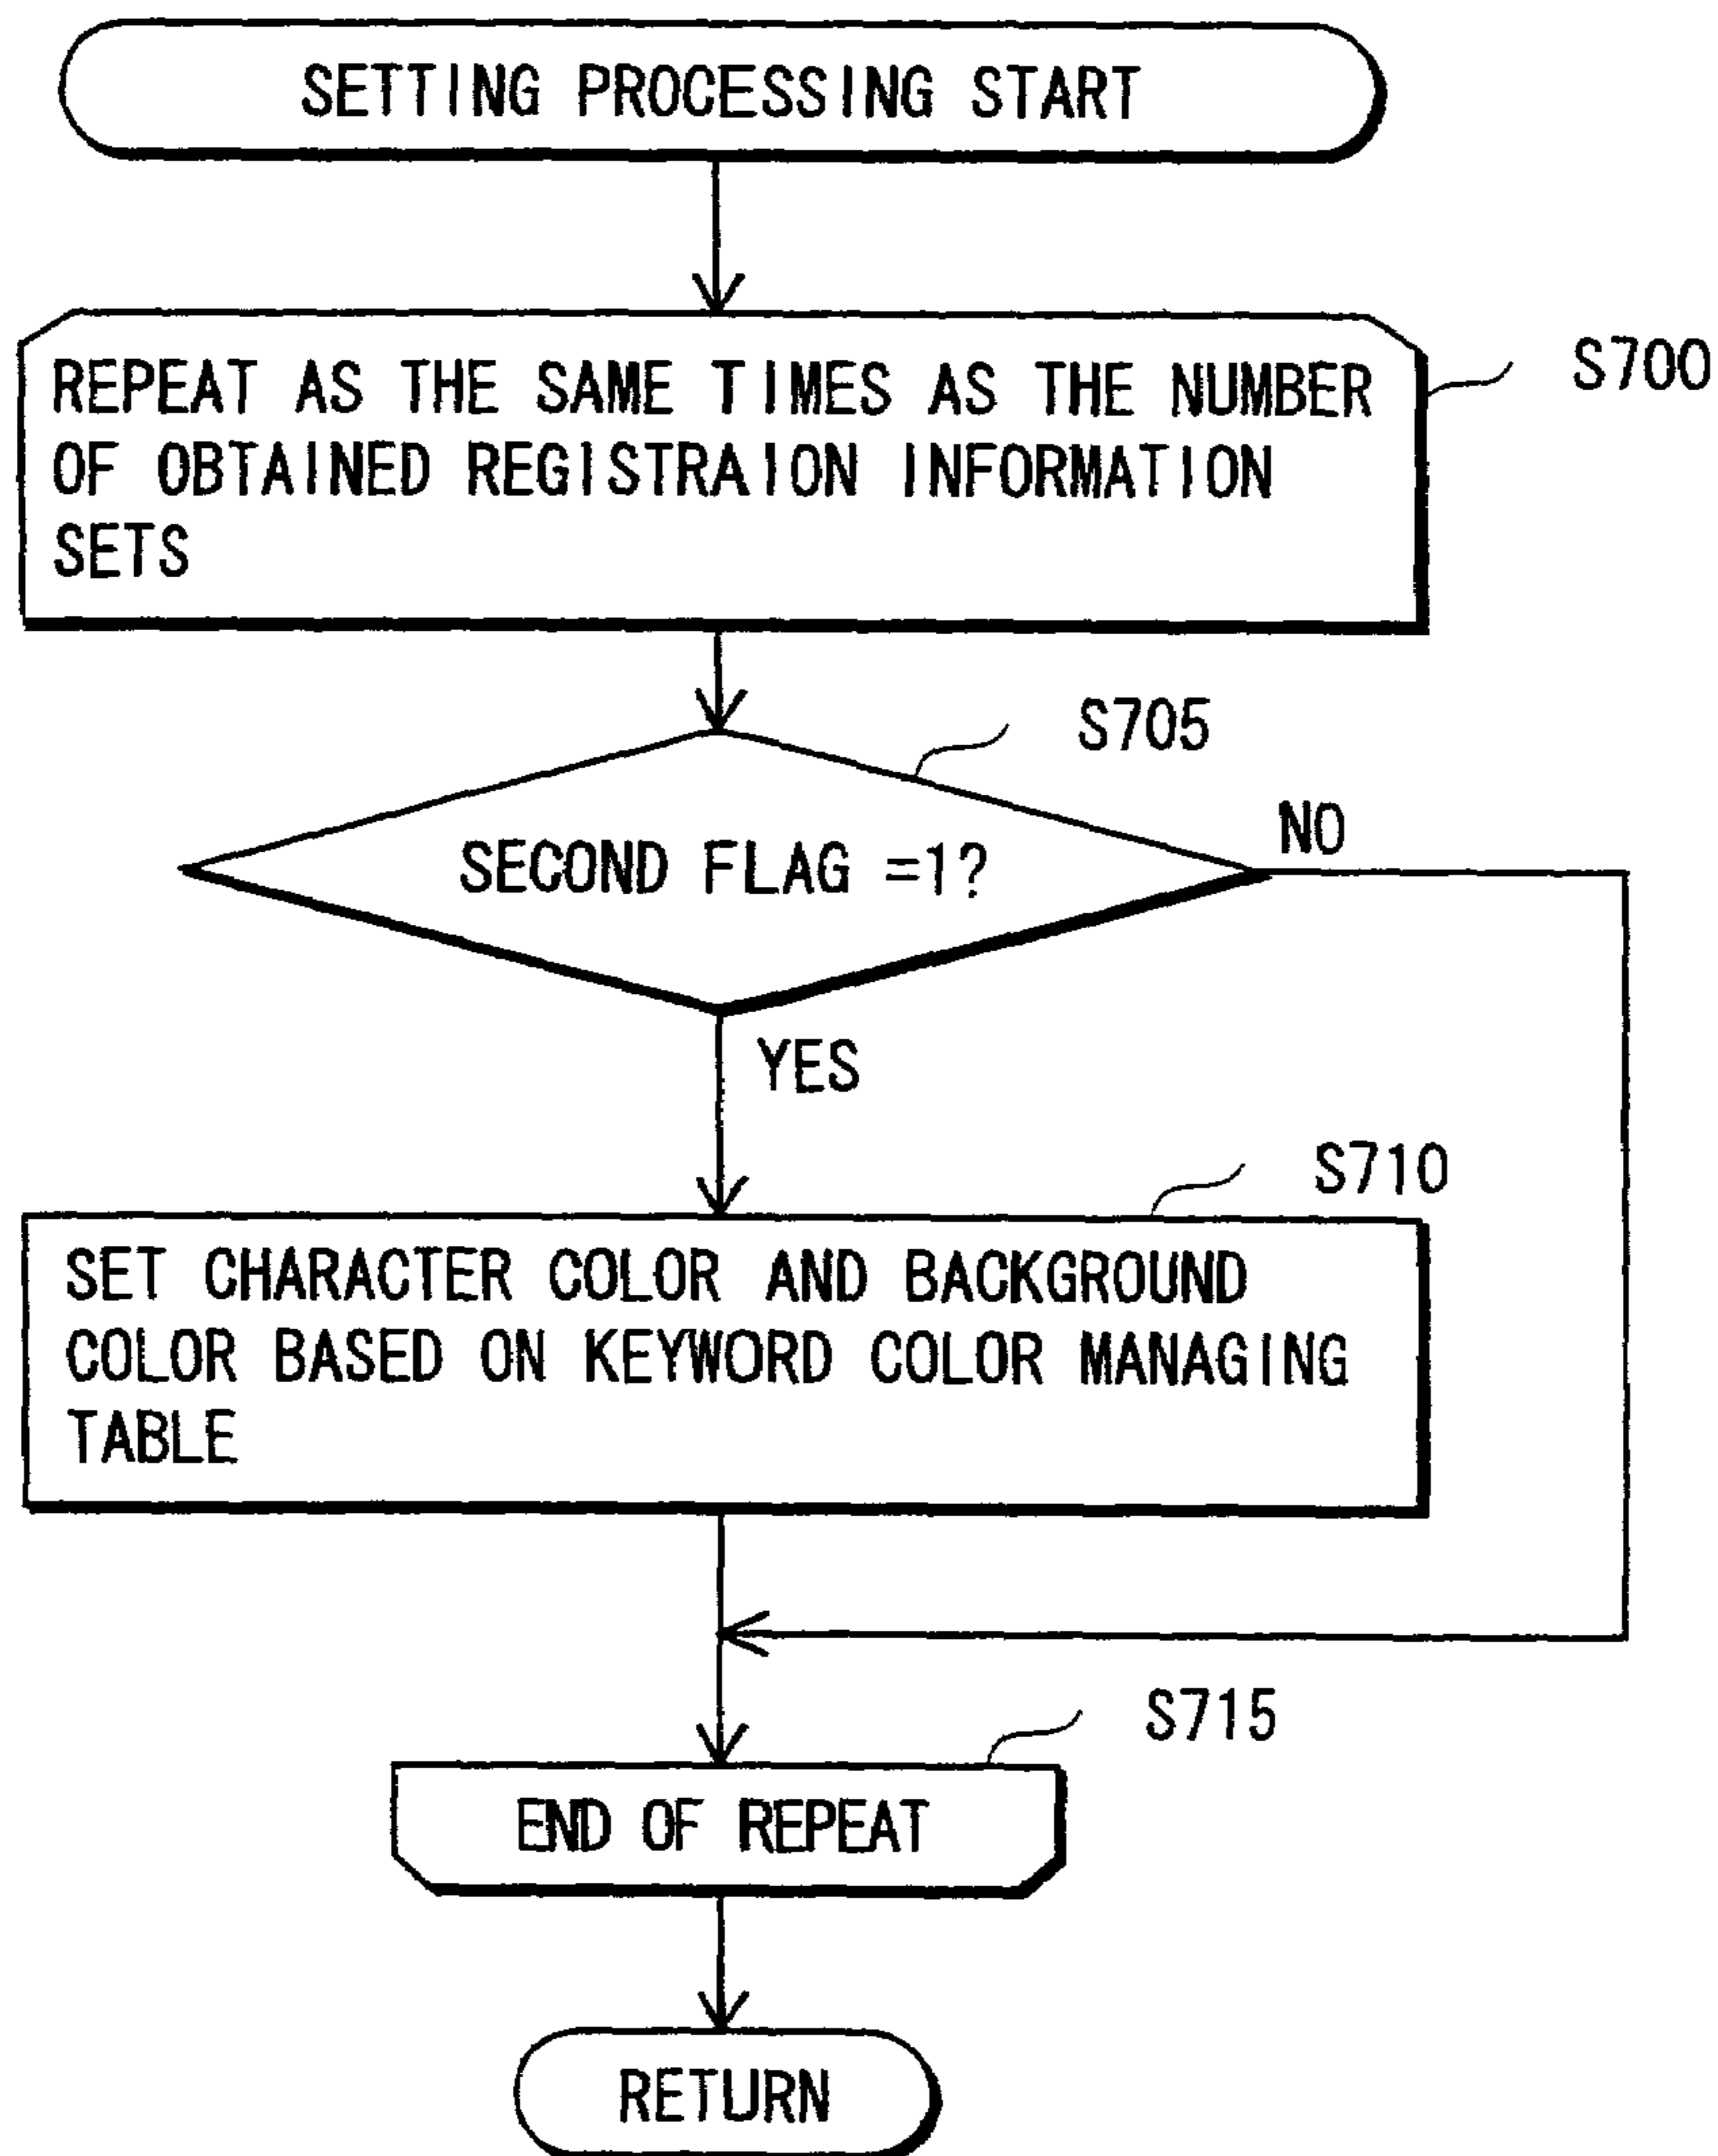 SETTING PROCESSING START
REPEAT AS THE SAME TIMES AS THE NUMBER
OF OBTAINED REGISTRAION INFORMATION
SETS
S700
S705
SECOND FLAG =1?
NO
YES
S710
SET CHARACTER COLOR AND BACKGROUND
COLOR BASED ON KEYWORD COLOR MANAGING
TABLE
S715
END OF REPEAT
RETURN